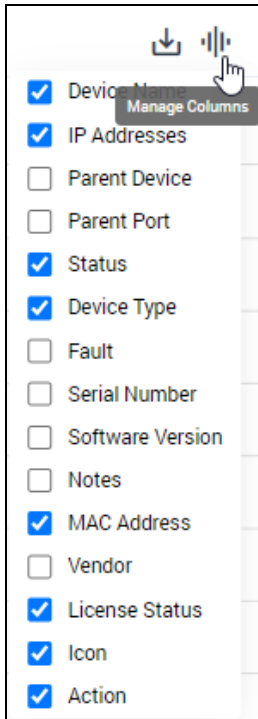 Device Name
Manage Columns
IP Addresses
Parent Device
Parent Port
Status
Device Type
Fault
Serial Number
Software Version
Notes
MAC Address
Vendor
License Status
Icon
Action